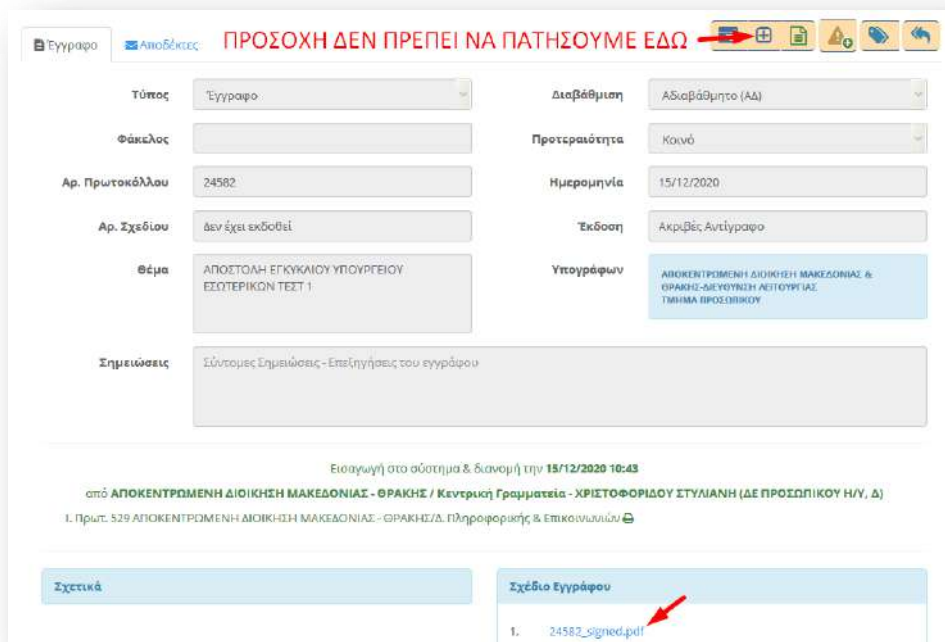 Έγγραφο
Αποδέκτες
ΠΡΟΣΟΧΗ ΔΕΝ ΠΡΕΠΕΙ ΝΑ ΠΑΤΗΣΟΥΜΕ ΕΔΩ
Τύπος Έγγραφο Διαβάθμιση Αδιαβάθμητο (ΑΔ)
Φάκελος Προτεραιότητα Κοινό
Αρ. Πρωτοκόλλου 24582 Ημερομηνία 15/12/2020
Αρ. Σχεδίου Δεν έχει εκδοθεί Έκδοση Ακριβές Αντίγραφο
Θέμα ΑΠΟΣΤΟΛΗ ΕΓΚΥΚΛΙΟΥ ΥΠΟΥΡΓΕΙΟΥ
ΕΣΩΤΕΡΙΚΩΝ ΤΕΣΤ 1
Υπογράφων ΑΠΟΚΕΝΤΡΩΜΕΝΗ ΔΙΟΙΚΗΣΗ ΜΑΚΕΔΟΝΙΑΣ &
ΘΡΑΚΗΣ-ΔΙΕΥΘΥΝΣΗ ΛΕΙΤΟΥΡΓΙΑΣ
ΤΜΗΜΑ ΠΡΟΣΩΠΙΚΟΥ
Σημειώσεις Σύντομες Σημειώσεις - Επεξηγήσεις του εγγράφου
Εισαγωγή στο σύστημα & διανομή την 15/12/2020 10:43
από ΑΠΟΚΕΝΤΡΩΜΕΝΗ ΔΙΟΙΚΗΣΗ ΜΑΚΕΔΟΝΙΑΣ - ΘΡΑΚΗΣ / Κεντρική Γραμματεία - ΧΡΙΣΤΟΦΟΡΙΔΟΥ ΣΤΥΛΙΑΝΗ (ΔΕ ΠΡΟΣΩΠΙΚΟΥ Η/Υ, Δ)
1. Πρωτ. 529 ΑΠΟΚΕΝΤΡΩΜΕΝΗ ΔΙΟΙΚΗΣΗ ΜΑΚΕΔΟΝΙΑΣ - ΘΡΑΚΗΣ/Δ. Πληροφορικής & Επικοινωνιών
Σχετικά
Σχέδιο Εγγράφου
1. 24582_signed.pdf